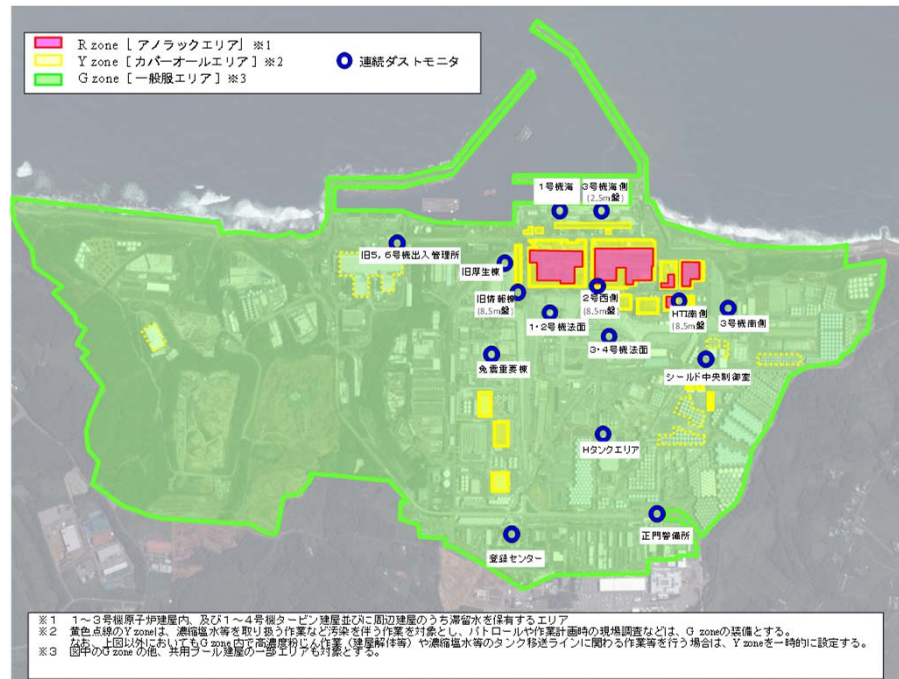 R zone [アノラックエリア] ※1
Y zone [カバーオールエリア] ※2
G zone [一般服エリア] ※3
連続ダストモニタ
1号機海
3号機海側
(2.5m盤)
旧5，6号機出入管理所
旧厚生棟
旧情報棟
(8.5m盤)
2号西側
(8.5m盤)
HTI南側
(8.5m盤)
1・2号機法面
3号機南側
3・4号機法面
免震重要棟
シールド中央制御室
Hタンクエリア
正門警備所
登録センター
※1 1～3号機原子炉建屋内、及び1～4号機タービン建屋並びに周辺建屋のうち滞留水を保有するエリア
※2 黄色点線のY zoneは、濃縮塩水等を取り扱う作業など汚染を伴う作業を対象とし、パトロールや作業計画時の現場調査などは、G zoneの装備とする。
なお、上図以外においてもG zone内で高濃度粉じん作業（建屋解体等）や濃縮塩水等のタンク移送ラインに関わる作業等を行う場合は、Y zoneを一時的に設定する。
※3 図中のG zoneの他、共用プール建屋の一部エリアも対象とする。